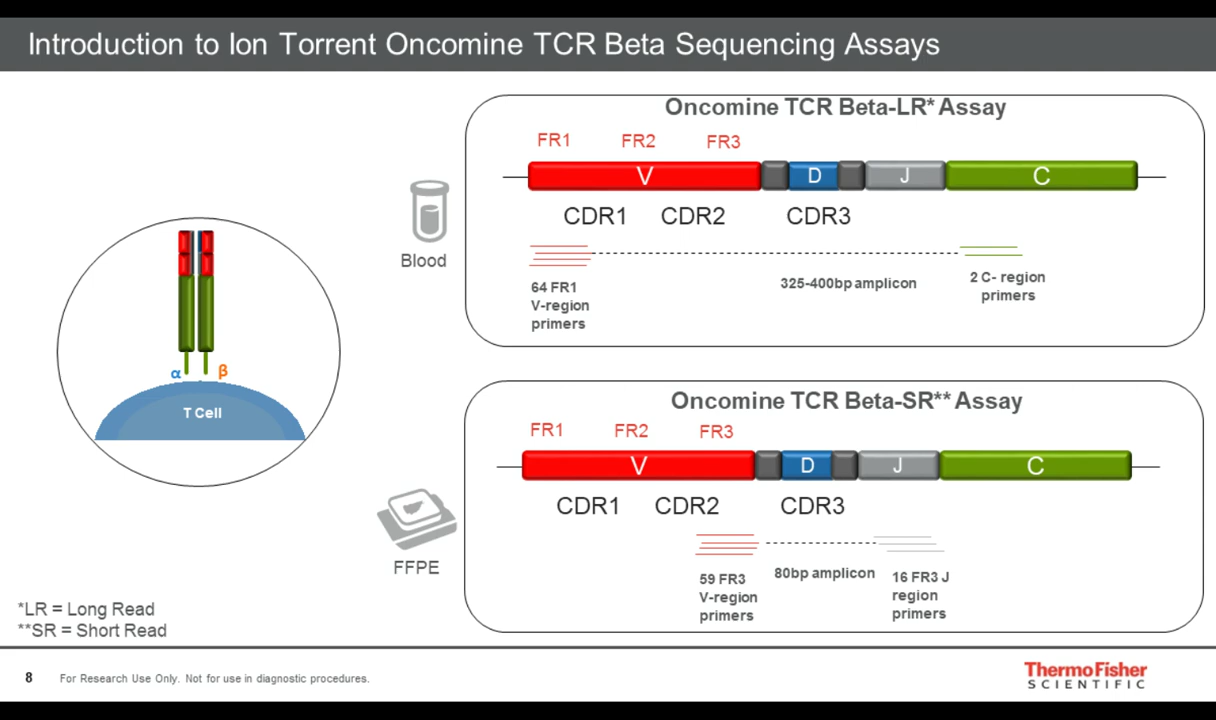 Introduction to Ion Torrent Oncomine TCR Beta Sequencing Assays
Oncomine TCR Beta-LR* Assay
FR1 FR2 FR3
V D J C
CDR1 CDR2 CDR3
Blood
325-400bp amplicon
64 FR1
V-region
primers
2 C- region
primers
α β
T Cell
Oncomine TCR Beta-SR** Assay
FR1 FR2 FR3
V D J C
CDR1 CDR2 CDR3
FFPE
80bp amplicon
59 FR3
V-region
primers
16 FR3 J
region
primers
*LR = Long Read
**SR = Short Read
8 For Research Use Only. Not for use in diagnostic procedures.
ThermoFisher
SCIENTIFIC